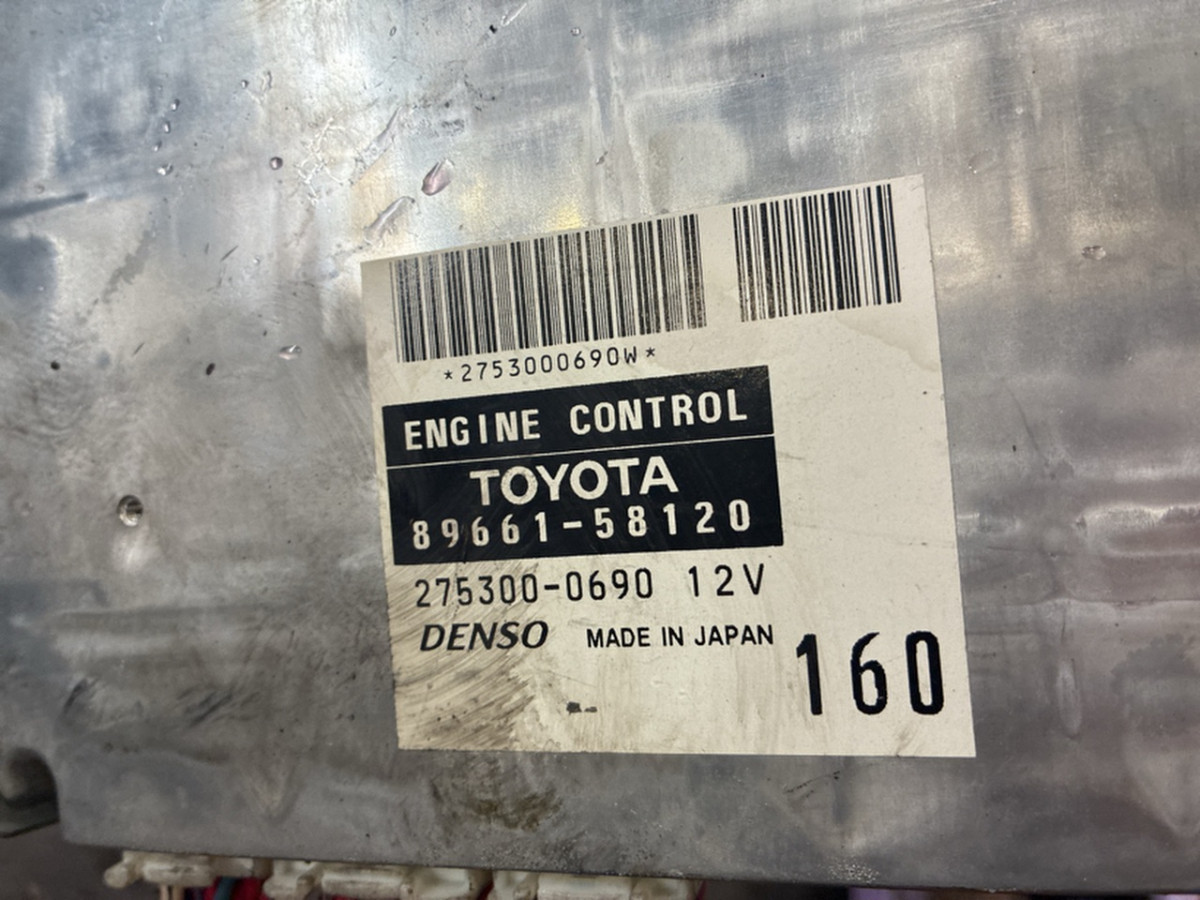 *2753000690W*
ENGINE CONTROL
TOYOTA
89661-58120
275300-0690 12V
DENSO MADE IN JAPAN
160